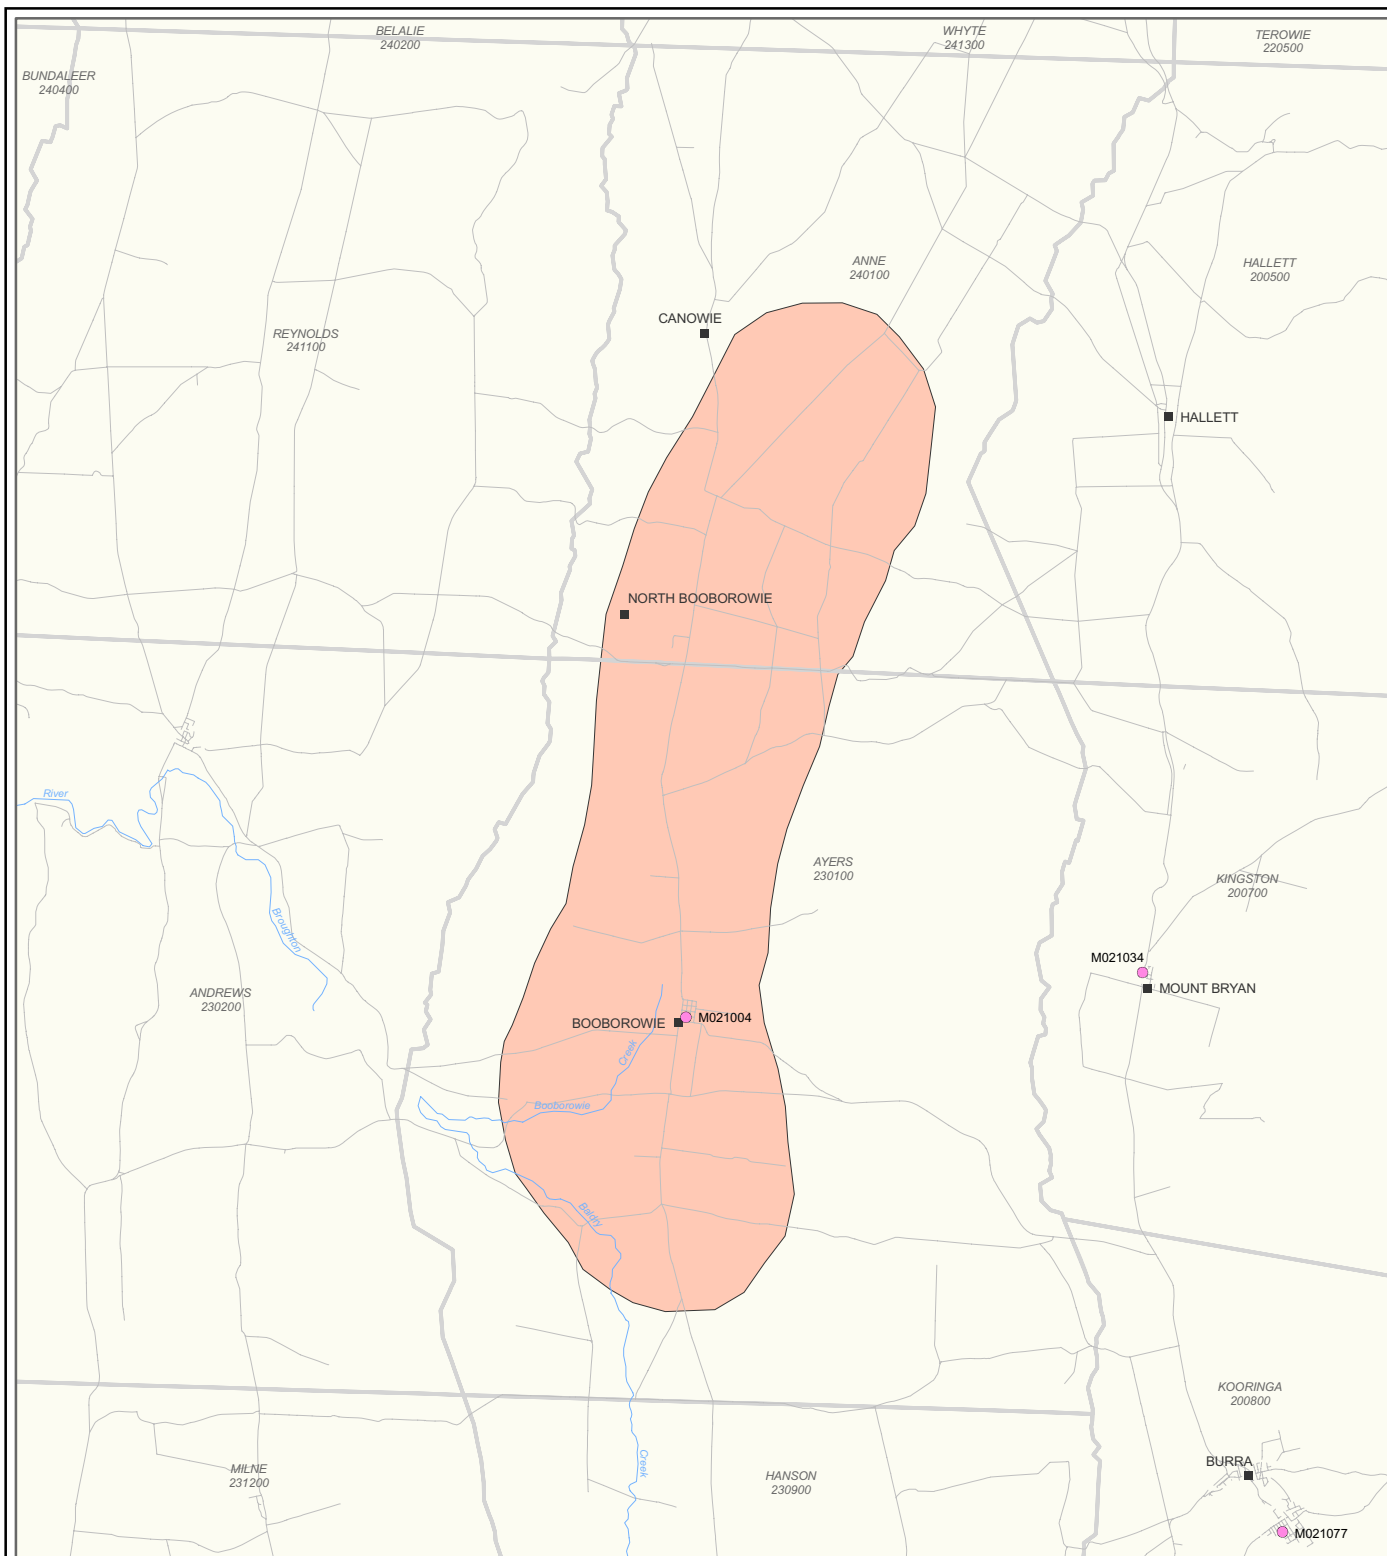 BELALIE
240200
WHYTE
241300
TEROWIE
220500
BUNDALEER
240400
ANNE
240100
HALLETT
200500
CANOWIE
REYNOLDS
241100
HALLETT
NORTH BOOBOROWIE
River
AYERS
230100
KINGSTON
200700
Broughton
M021034
MOUNT BRYAN
ANDREWS
230200
BOOBOROWIE
M021004
Creek
Booborowie
Baldry
KOORINGA
200800
Creek
BURRA
MILNE
231200
HANSON
230900
M021077